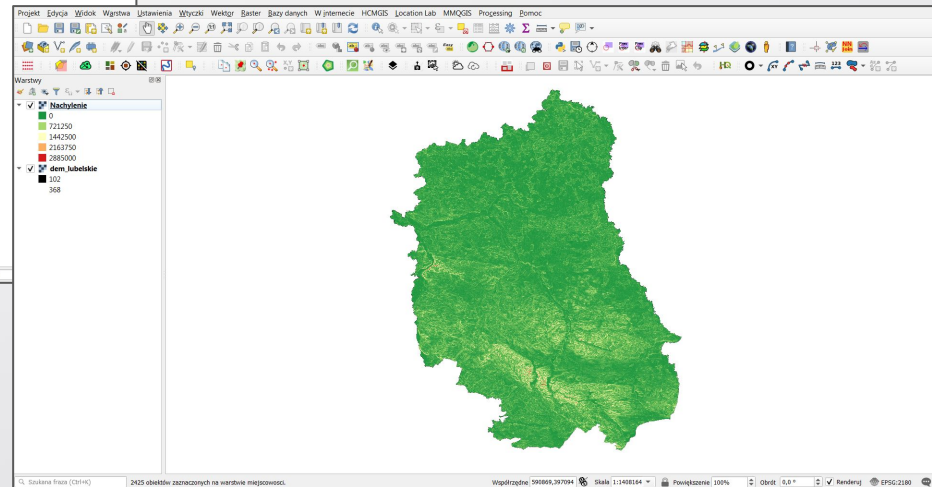 Projekt Edycja Widok Warstwa Ustawienia Wtyczki Wektor Raster Bazy danych W internecie HCMGIS Location Lab MMQGIS Processing Pomoc
Warstwy
Nachylenie
0
721250
1442500
2163750
2885000
dem_lubelskie
102
368
Szukana fraza (Ctrl+K) 2425 obiektów zaznaczonych na warstwie miejscowosci. Współrzędne 590869,397094 Skala 1:1408164 Powiększenie 100% Obrót 0,0 ° Renderuj EPSG:2180